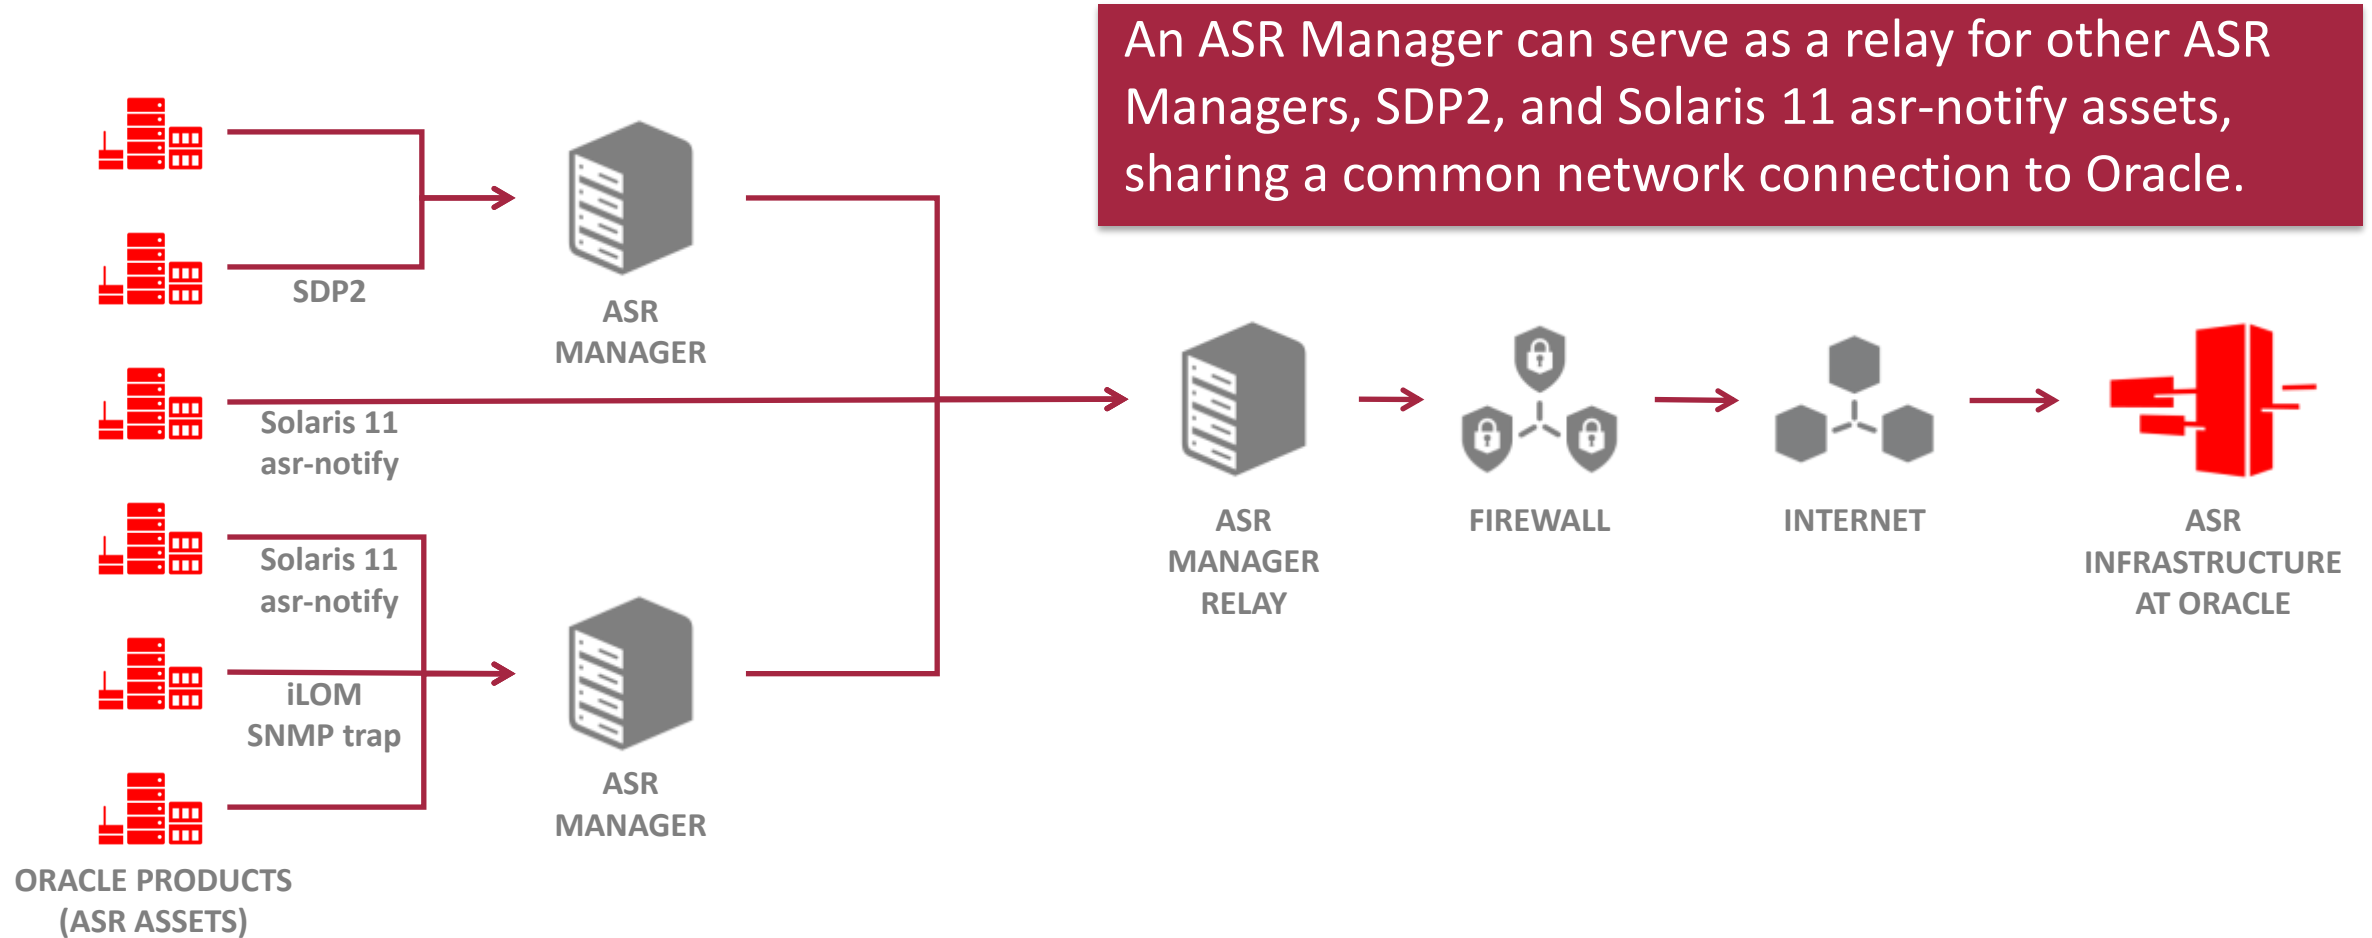 An ASR Manager can serve as a relay for other ASR
Managers, SDP2, and Solaris 11 asr-notify assets,
sharing a common network connection to Oracle.
SDP2
ASR
MANAGER
Solaris 11
asr-notify
Solaris 11
asr-notify
iLOM
SNMP trap
ASR
MANAGER
ORACLE PRODUCTS
(ASR ASSETS)
ASR
MANAGER
RELAY
FIREWALL
INTERNET
ASR
INFRASTRUCTURE
AT ORACLE